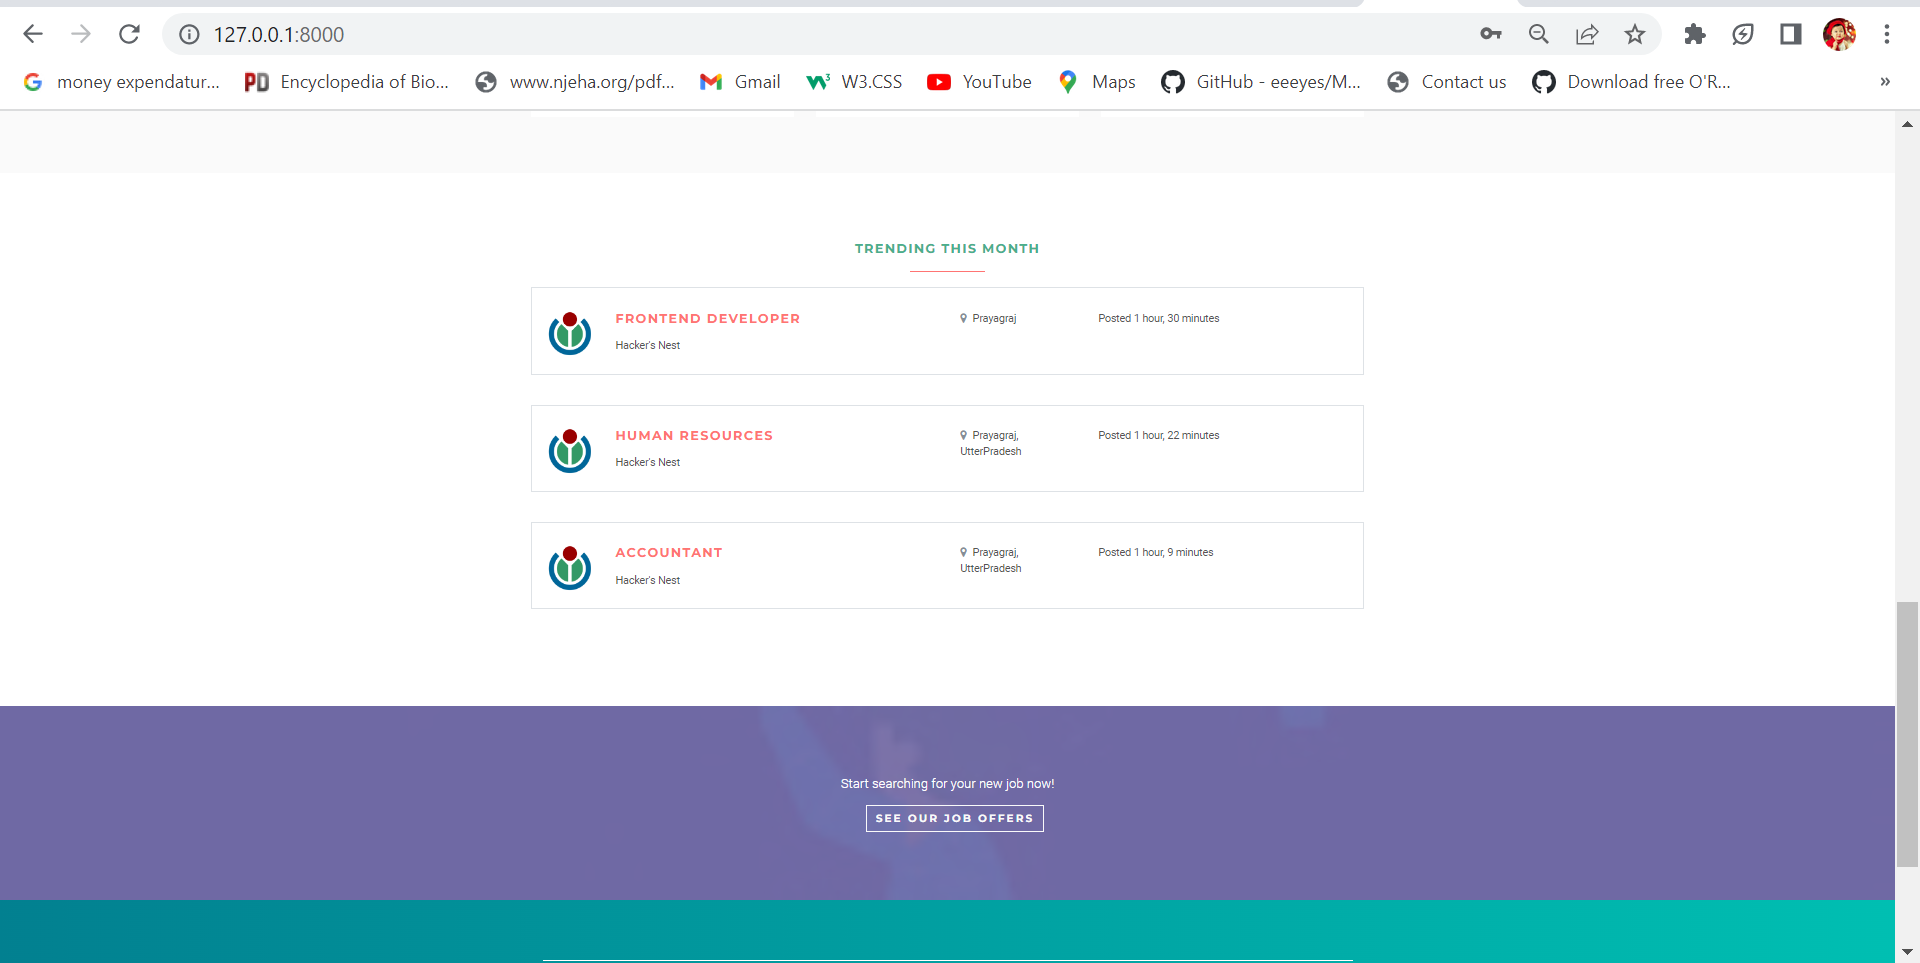 127.0.0.1:8000
money expendatur... PD Encyclopedia of Bio... www.njeha.org/pdf... Gmail W3.CSS YouTube Maps GitHub - eeeyes/M... Contact us Download free O'R... »
TRENDING THIS MONTH
FRONTEND DEVELOPER Prayagraj Posted 1 hour, 30 minutes
Hacker's Nest
HUMAN RESOURCES Prayagraj, Posted 1 hour, 22 minutes
UtterPradesh
Hacker's Nest
ACCOUNTANT Prayagraj, Posted 1 hour, 9 minutes
UtterPradesh
Hacker's Nest
Start searching for your new job now!
SEE OUR JOB OFFERS